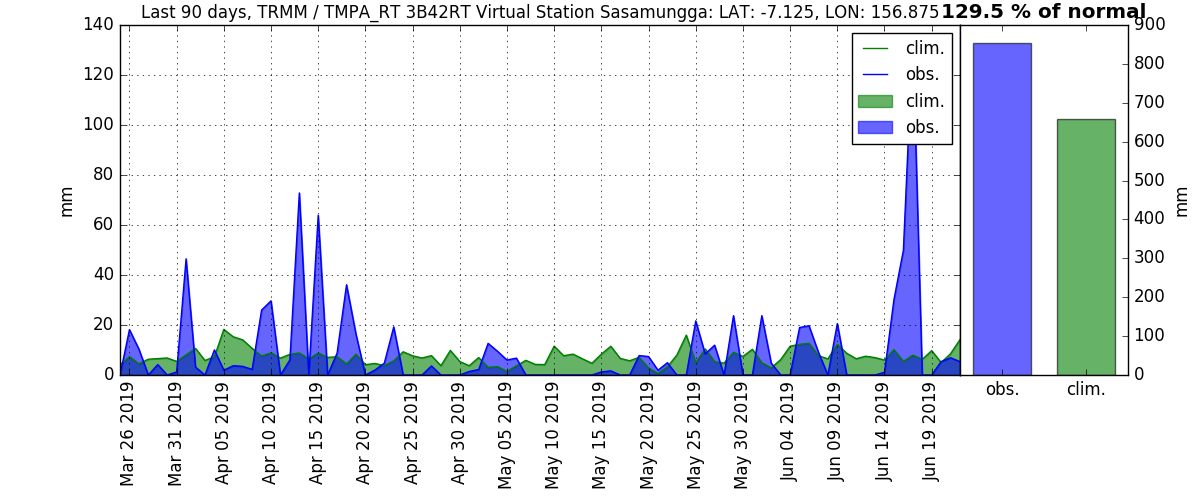 Last 90 days, TRMM / TMPA_RT 3B42RT Virtual Station Sasamungga: LAT: -7.125, LON: 156.875
129.5 % of normal
140
120
100
80
60
40
20
0
mm
clim.
obs.
clim.
obs.
900
800
700
600
500
400
300
200
100
0
mm
Mar 26 2019
Mar 31 2019
Apr 05 2019
Apr 10 2019
Apr 15 2019
Apr 20 2019
Apr 25 2019
Apr 30 2019
May 05 2019
May 10 2019
May 15 2019
May 20 2019
May 25 2019
May 30 2019
Jun 04 2019
Jun 09 2019
Jun 14 2019
Jun 19 2019
obs.
clim.